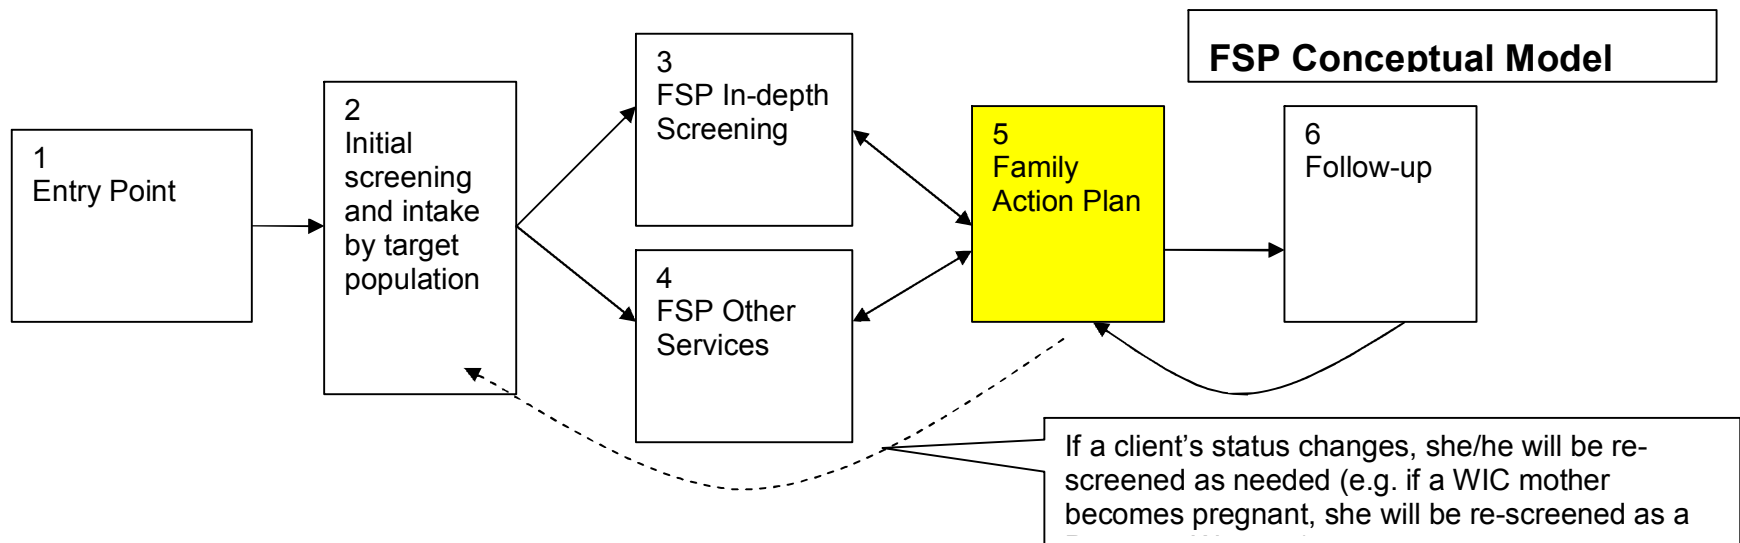 FSP Conceptual Model
1
Entry Point
2
Initial
screening
and intake
by target
population
3
FSP In-depth
Screening
4
FSP Other
Services
5
Family
Action Plan
6
Follow-up
If a client’s status changes, she/he will be re-
screened as needed (e.g. if a WIC mother
becomes pregnant, she will be re-screened as a